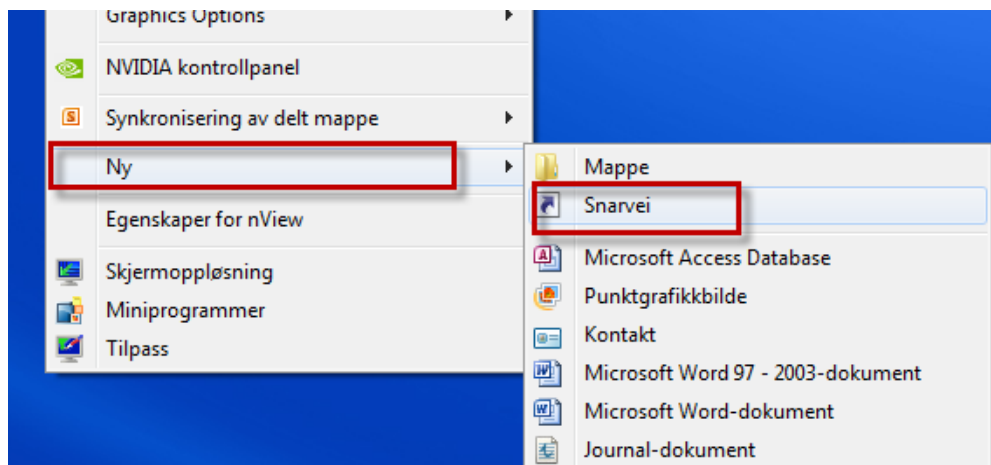 Graphics Options
NVIDIA kontrollpanel
Synkronisering av delt mappe
Ny
Egenskaper for nView
Skjermoppløsning
Miniprogrammer
Tilpass
Mappe
Snarvei
Microsoft Access Database
Punktgrafikkbilde
Kontakt
Microsoft Word 97 - 2003-dokument
Microsoft Word-dokument
Journal-dokument